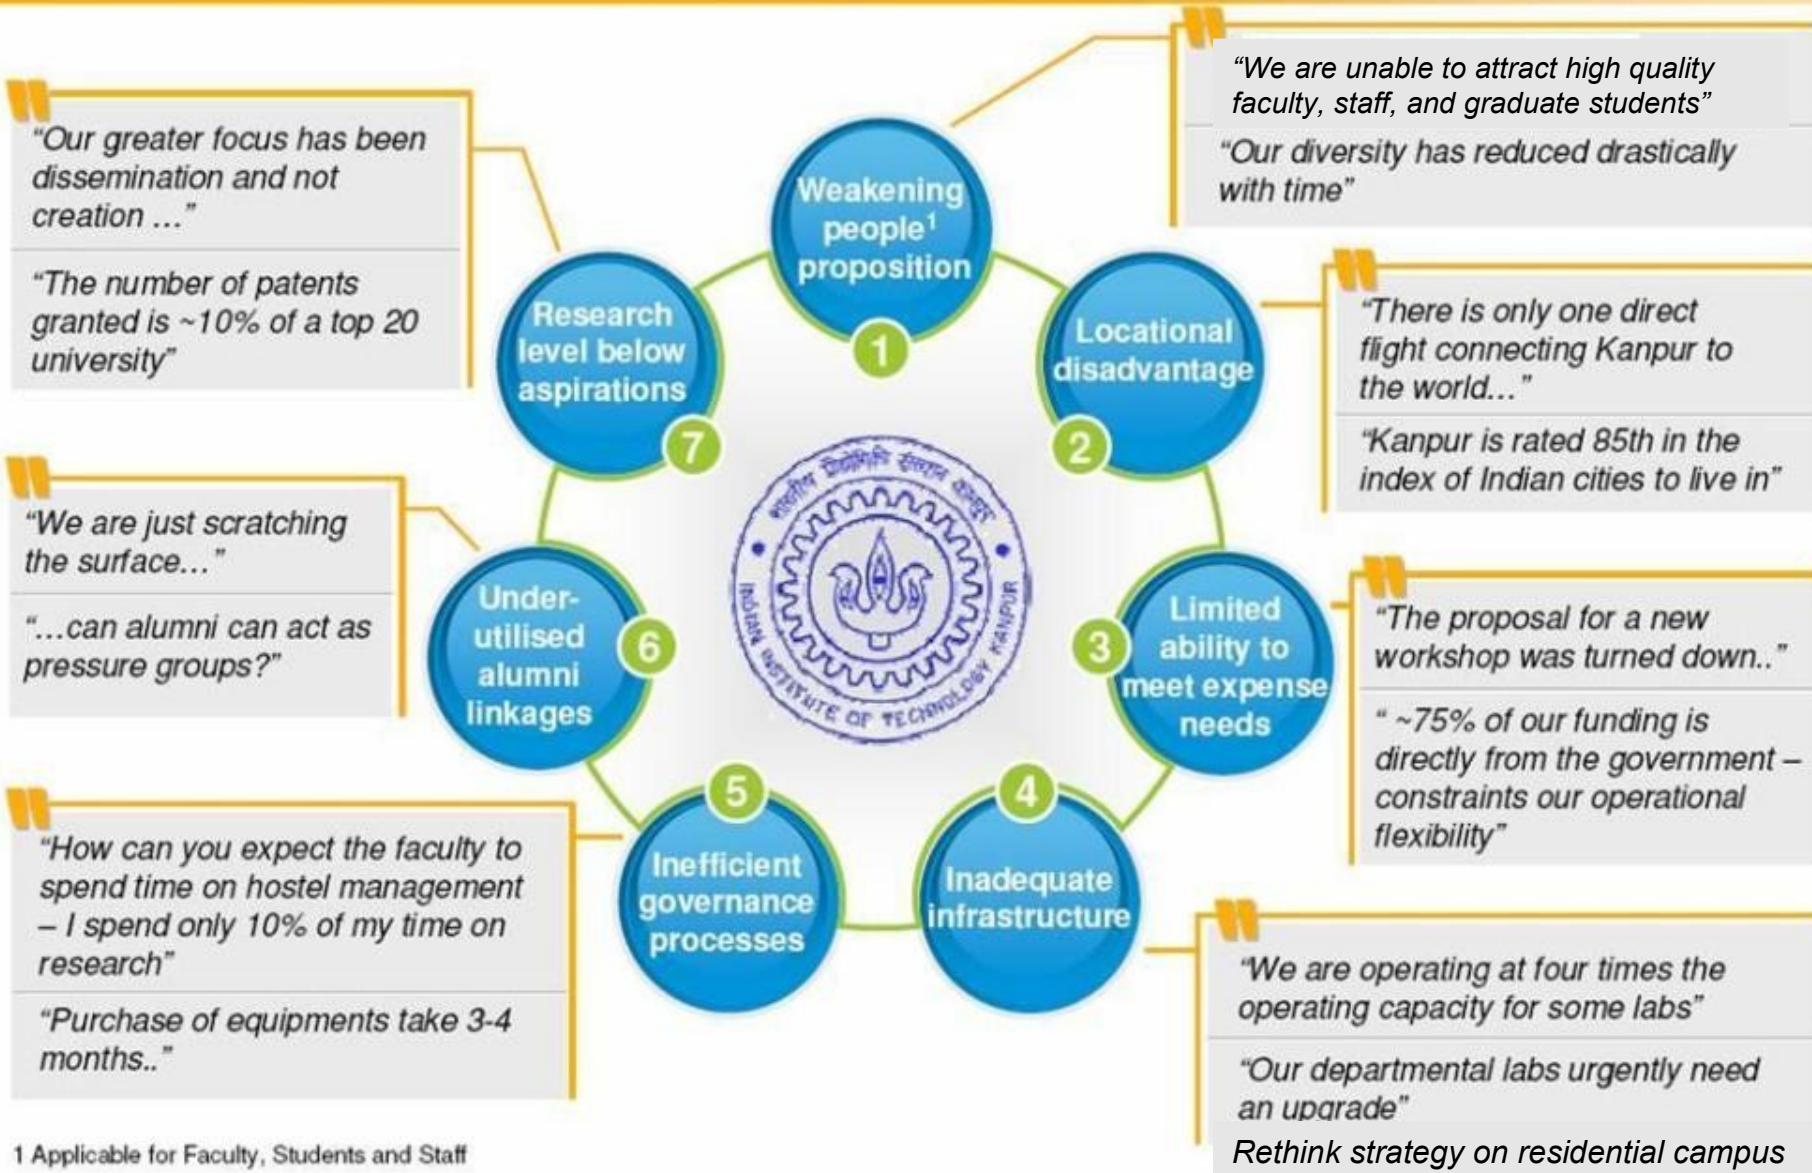 “We are unable to attract high quality
faculty, staff, and graduate students”
“Our diversity has reduced drastically
with time”
Weakening
people¹
proposition
1
“There is only one direct
flight connecting Kanpur to
the world…”
“Kanpur is rated 85th in the
index of Indian cities to live in”
Locational
disadvantage
2
“The proposal for a new
workshop was turned down..”
“ ~75% of our funding is
directly from the government –
constraints our operational
flexibility”
Limited
ability to
meet expense
needs
3
“We are operating at four times the
operating capacity for some labs”
“Our departmental labs urgently need
an upgrade”
Rethink strategy on residential campus
Inadequate
infrastructure
4
“How can you expect the faculty to
spend time on hostel management
– I spend only 10% of my time on
research”
“Purchase of equipments take 3-4
months..”
Inefficient
governance
processes
5
“We are just scratching
the surface…”
“…can alumni can act as
pressure groups?”
Under-
utilised
alumni
linkages
6
“Our greater focus has been
dissemination and not
creation …”
“The number of patents
granted is ~10% of a top 20
university”
Research
level below
aspirations
7
भारतीय प्रौद्योगिकी संस्थान कानपुर
INDIAN INSTITUTE OF TECHNOLOGY KANPUR
1 Applicable for Faculty, Students and Staff